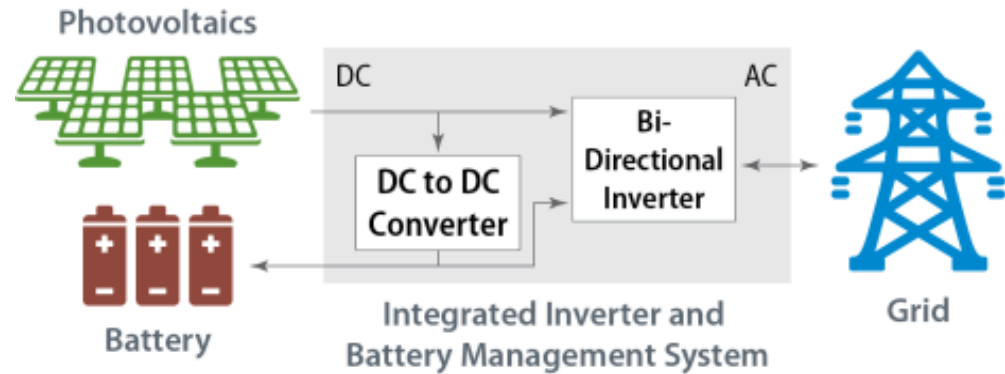 Photovoltaics
DC
AC
Bi-
Directional
Inverter
DC to DC
Converter
Battery
Integrated Inverter and
Battery Management System
Grid